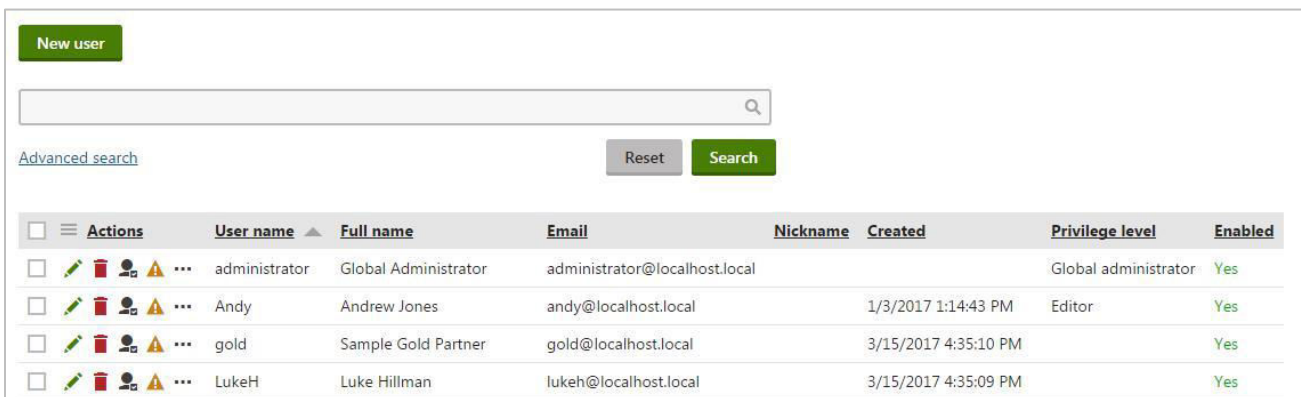 New user
Advanced search
Reset Search
Actions User name Full name Email Nickname Created Privilege level Enabled
administrator Global Administrator administrator@localhost.local Global administrator Yes
Andy Andrew Jones andy@localhost.local 1/3/2017 1:14:43 PM Editor Yes
gold Sample Gold Partner gold@localhost.local 3/15/2017 4:35:10 PM Yes
LukeH Luke Hillman lukeh@localhost.local 3/15/2017 4:35:09 PM Yes